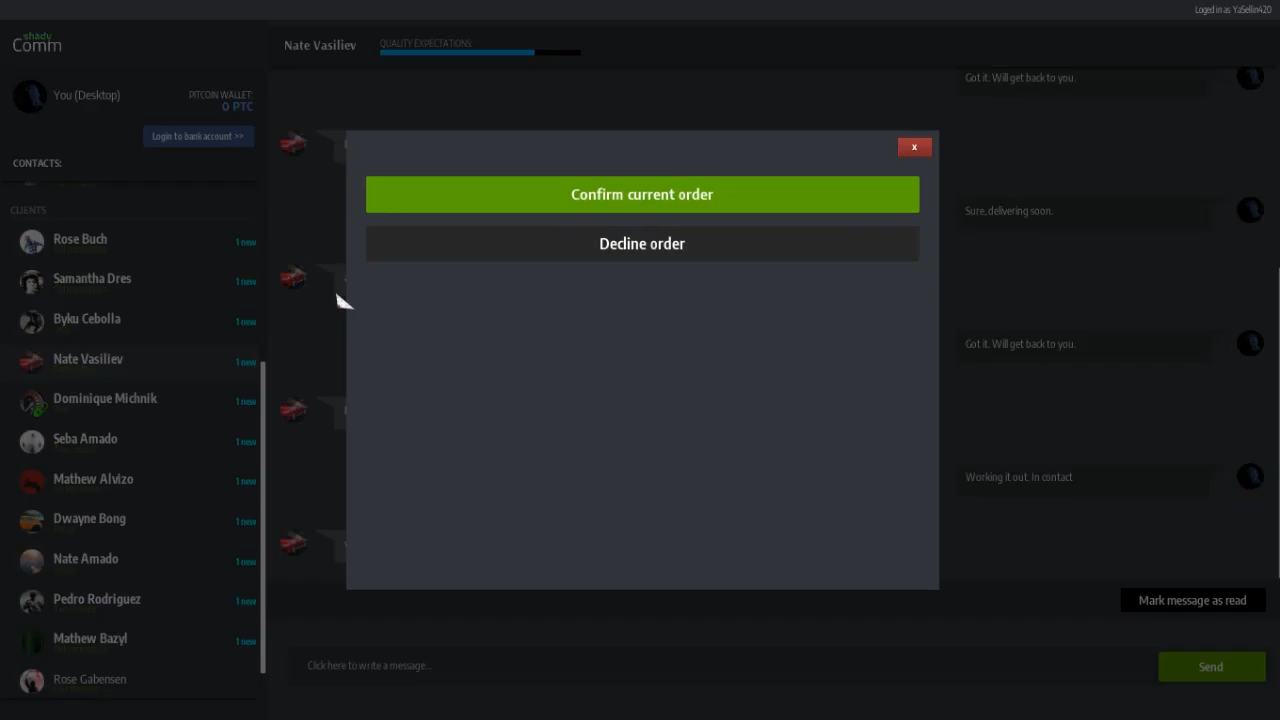 Loged in as YaSellin420
shady
Comm
Nate Vasiliev
QUALITY EXPECTATIONS:
Got it. Will get back to you.
You (Desktop)
PITCOIN WALLET:
0 PTC
Login to bank account >>
CONTACTS:
x
Confirm current order
Decline order
CLIENTS
Rose Buch
1 new
Samantha Dres
1 new
Byku Cebolla
1 new
Nate Vasiliev
1 new
Dominique Michnik
1 new
Seba Amado
1 new
Mathew Alvizo
1 new
Dwayne Bong
1 new
Nate Amado
1 new
Pedro Rodriguez
1 new
Mathew Bazyl
1 new
Rose Gabensen
Sure, delivering soon.
Got it. Will get back to you.
Working it out. In contact
Mark message as read
Click here to write a message...
Send